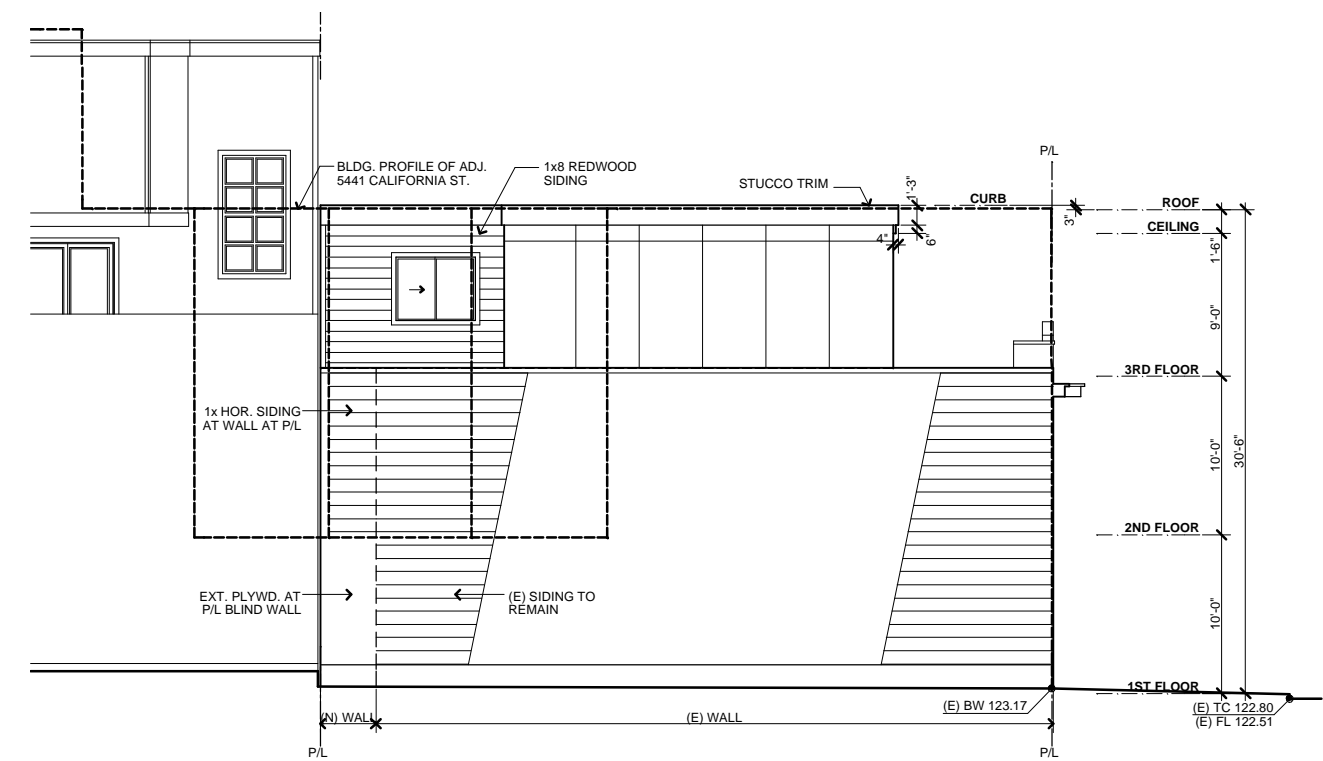 P/L
BLDG. PROFILE OF ADJ.
5441 CALIFORNIA ST.
1x8 REDWOOD
SIDING
STUCCO TRIM
1'-3"
CURB
3"
ROOF
CEILING
4"
6"
1'-6"
9'-0"
3RD FLOOR
1x HOR. SIDING
AT WALL AT P/L
10'-0"
30'-6"
2ND FLOOR
EXT. PLYWD. AT
P/L BLIND WALL
(E) SIDING TO
REMAIN
10'-0"
1ST FLOOR
(E) BW 123.17
(E) TC 122.80
(E) FL 122.51
(N) WALL
(E) WALL
P/L
P/L